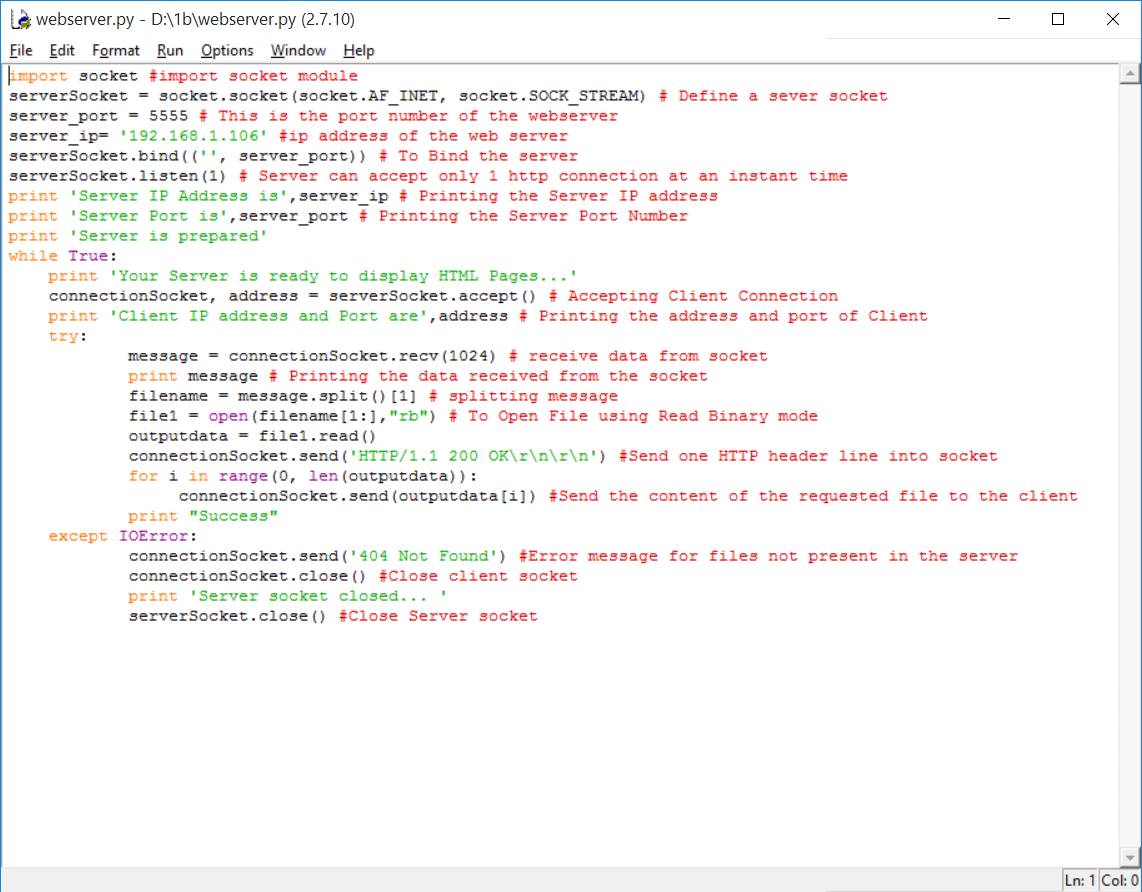 webserver.py - D:\1b\webserver.py (2.7.10)
File Edit Format Run Options Window Help
import socket #import socket module
serverSocket = socket.socket(socket.AF_INET, socket.SOCK_STREAM) # Define a sever socket
server_port = 5555 # This is the port number of the webserver
server_ip= '192.168.1.106' #ip address of the web server
serverSocket.bind(('', server_port)) # To Bind the server
serverSocket.listen(1) # Server can accept only 1 http connection at an instant time
print 'Server IP Address is',server_ip # Printing the Server IP address
print 'Server Port is',server_port # Printing the Server Port Number
print 'Server is prepared'
while True:
    print 'Your Server is ready to display HTML Pages...'
    connectionSocket, address = serverSocket.accept() # Accepting Client Connection
    print 'Client IP address and Port are',address # Printing the address and port of Client
    try:
            message = connectionSocket.recv(1024) # receive data from socket
            print message # Printing the data received from the socket
            filename = message.split()[1] # splitting message
            file1 = open(filename[1:],"rb") # To Open File using Read Binary mode
            outputdata = file1.read()
            connectionSocket.send('HTTP/1.1 200 OK\r\n\r\n') #Send one HTTP header line into socket
            for i in range(0, len(outputdata)):
                 connectionSocket.send(outputdata[i]) #Send the content of the requested file to the client
            print "Success"
    except IOError:
            connectionSocket.send('404 Not Found') #Error message for files not present in the server
            connectionSocket.close() #Close client socket
            print 'Server socket closed... '
            serverSocket.close() #Close Server socket
Ln: 1 Col: 0